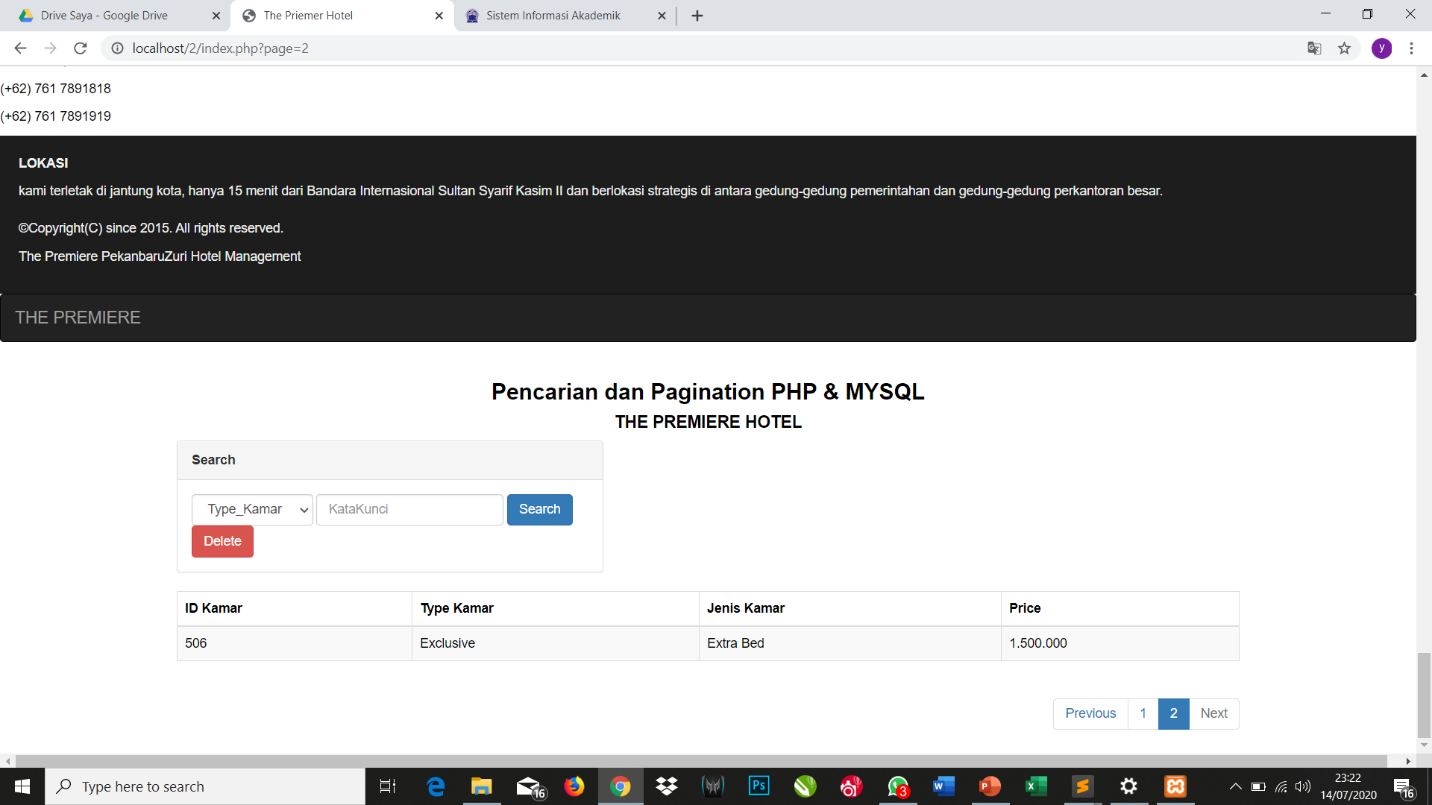 Drive Saya - Google Drive
The Priemer Hotel
Sistem Informasi Akademik
localhost/2/index.php?page=2
y
(+62) 761 7891818
(+62) 761 7891919
LOKASI
kami terletak di jantung kota, hanya 15 menit dari Bandara Internasional Sultan Syarif Kasim II dan berlokasi strategis di antara gedung-gedung pemerintahan dan gedung-gedung perkantoran besar.
©Copyright(C) since 2015. All rights reserved.
The Premiere PekanbaruZuri Hotel Management
THE PREMIERE
Pencarian dan Pagination PHP & MYSQL
THE PREMIERE HOTEL
Search
Type_Kamar KataKunci Search
Delete
ID Kamar Type Kamar Jenis Kamar Price
506 Exclusive Extra Bed 1.500.000
Previous 1 2 Next
Type here to search
16
Ps
3
W
P
X
S
23:22
14/07/2020
16